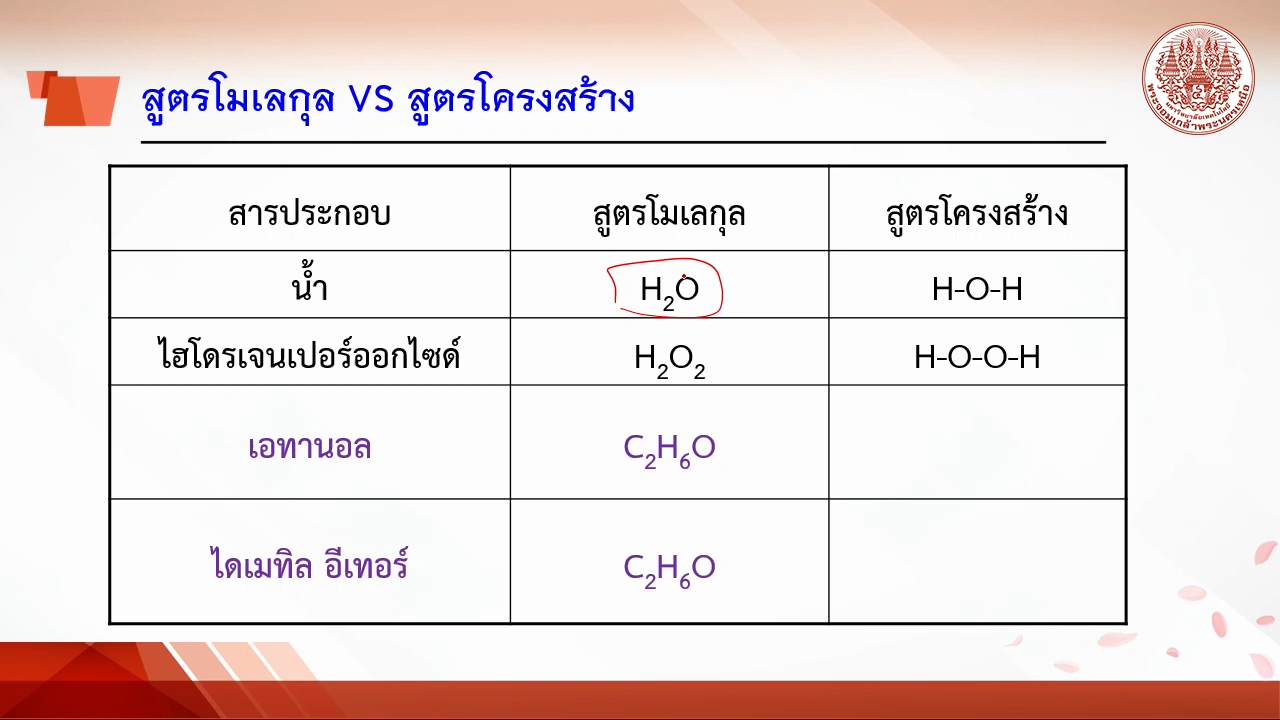 สูตรโมเลกุล VS สูตรโครงสร้าง
สารประกอบ สูตรโมเลกุล สูตรโครงสร้าง
น้ำ H₂O H-O-H
ไฮโดรเจนเปอร์ออกไซด์ H₂O₂ H-O-O-H
เอทานอล C₂H₆O
ไดเมทิล อีเทอร์ C₂H₆O